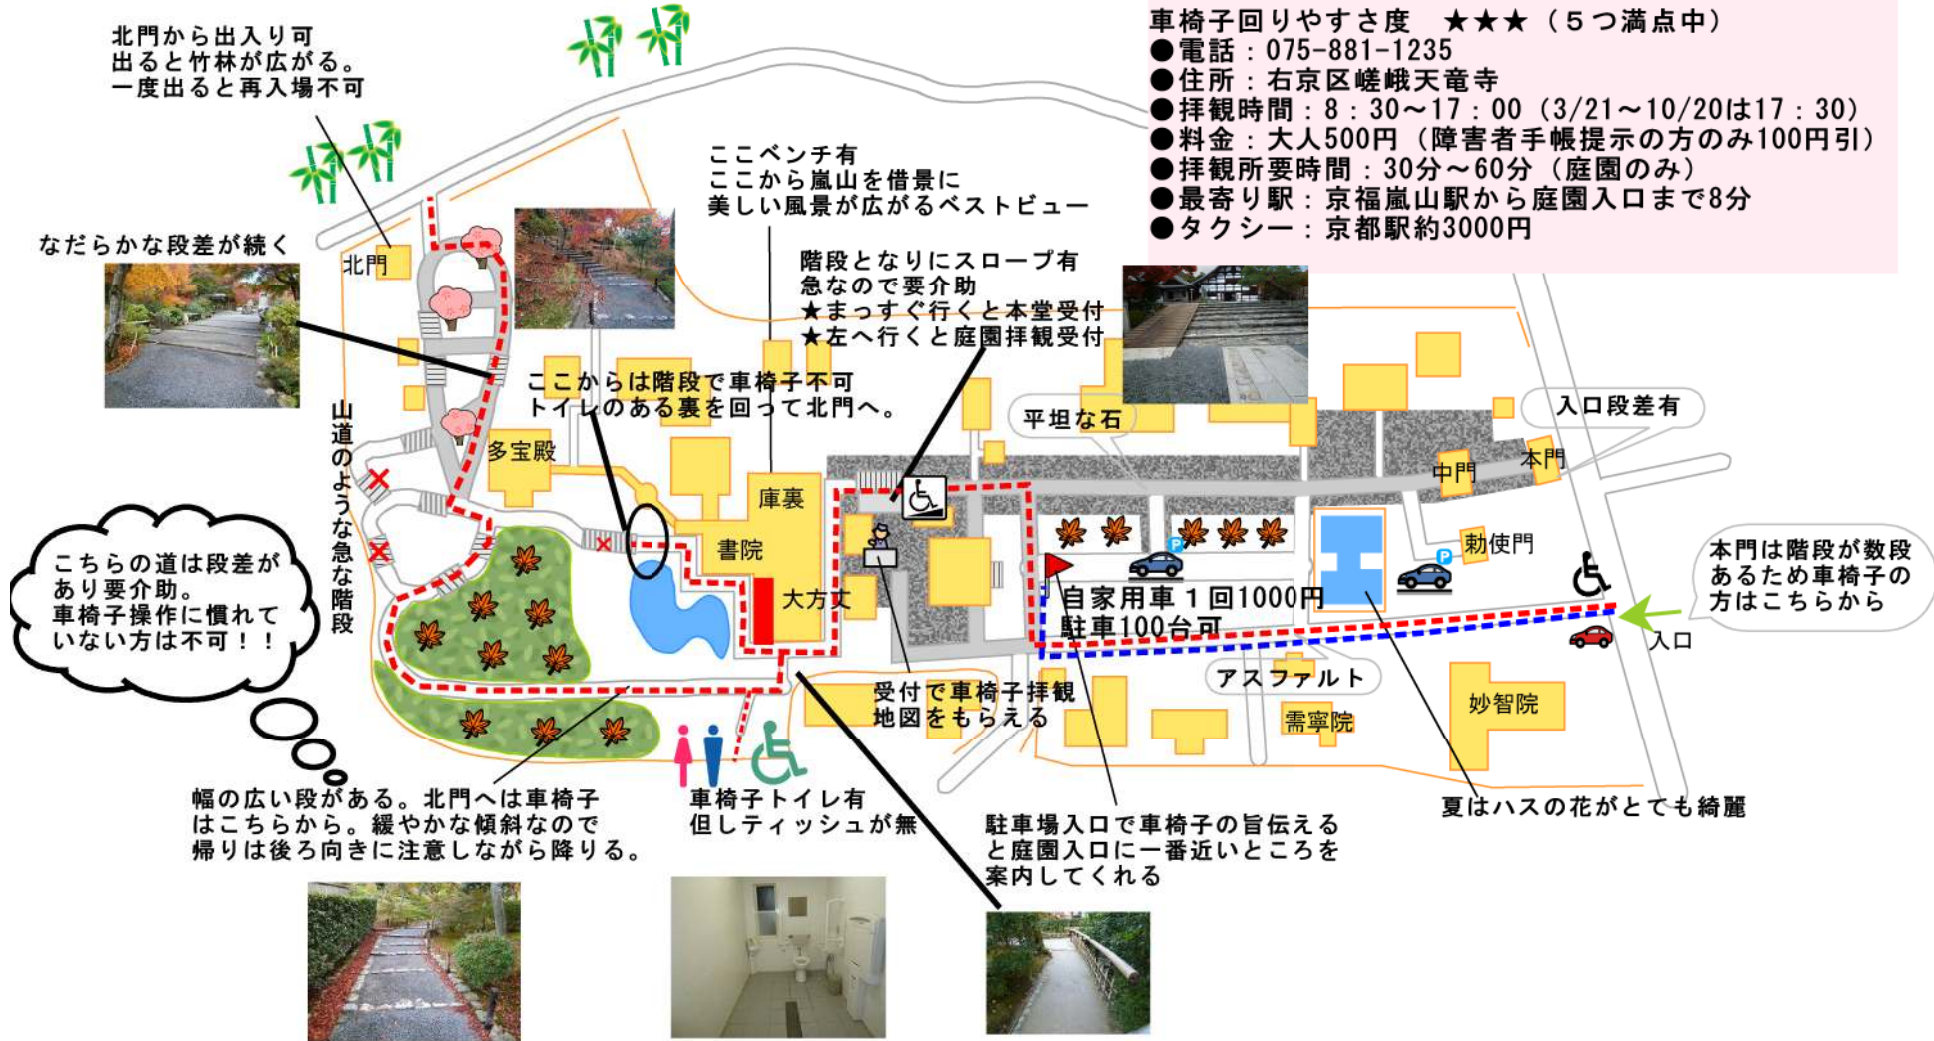 車椅子回りやすさ度　★★★（５つ満点中）
●電話：075-881-1235
●住所：右京区嵯峨天竜寺
●拝観時間：8：30～17：00（3/21～10/20は17：30）
●料金：大人500円（障害者手帳提示の方のみ100円引）
●拝観所要時間：30分～60分（庭園のみ）
●最寄り駅：京福嵐山駅から庭園入口まで8分
●タクシー：京都駅約3000円
北門から出入り可
出ると竹林が広がる。
一度出ると再入場不可
ここベンチ有
ここから嵐山を借景に
美しい風景が広がるベストビュー
なだらかな段差が続く
北門
階段となりにスロープ有
急なので要介助
★まっすぐ行くと本堂受付
★左へ行くと庭園拝観受付
ここからは階段で車椅子不可
トイレのある裏を回って北門へ。
平坦な石
入口段差有
山道のような急な階段
多宝殿
庫裏
中門
本門
書院
勅使門
大方丈
こちらの道は段差が
あり要介助。
車椅子操作に慣れて
いない方は不可！！
P
P
自家用車１回1000円
駐車100台可
本門は階段が数段
あるため車椅子の
方はこちらから
入口
アスファルト
受付で車椅子拝観
地図をもらえる
需寧院
妙智院
幅の広い段がある。北門へは車椅子
はこちらから。緩やかな傾斜なので
帰りは後ろ向きに注意しながら降りる。
車椅子トイレ有
但しティッシュが無
駐車場入口で車椅子の旨伝える
と庭園入口に一番近いところを
案内してくれる
夏はハスの花がとても綺麗